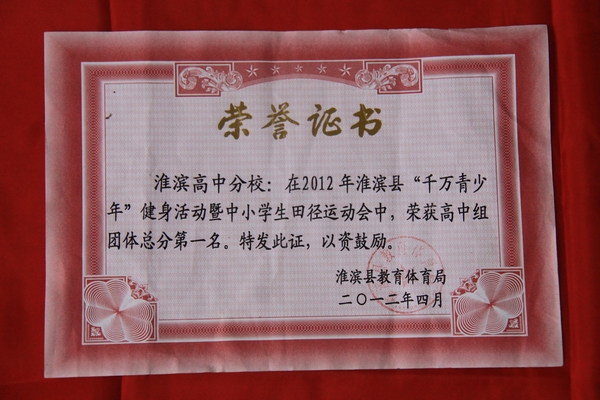 荣誉证书
淮滨高中分校：在2012年淮滨县“千万青少
年”健身活动暨中小学生田径运动会中，荣获高中组
团体总分第一名。特发此证，以资鼓励。
淮滨县教育体育局
二〇一二年四月